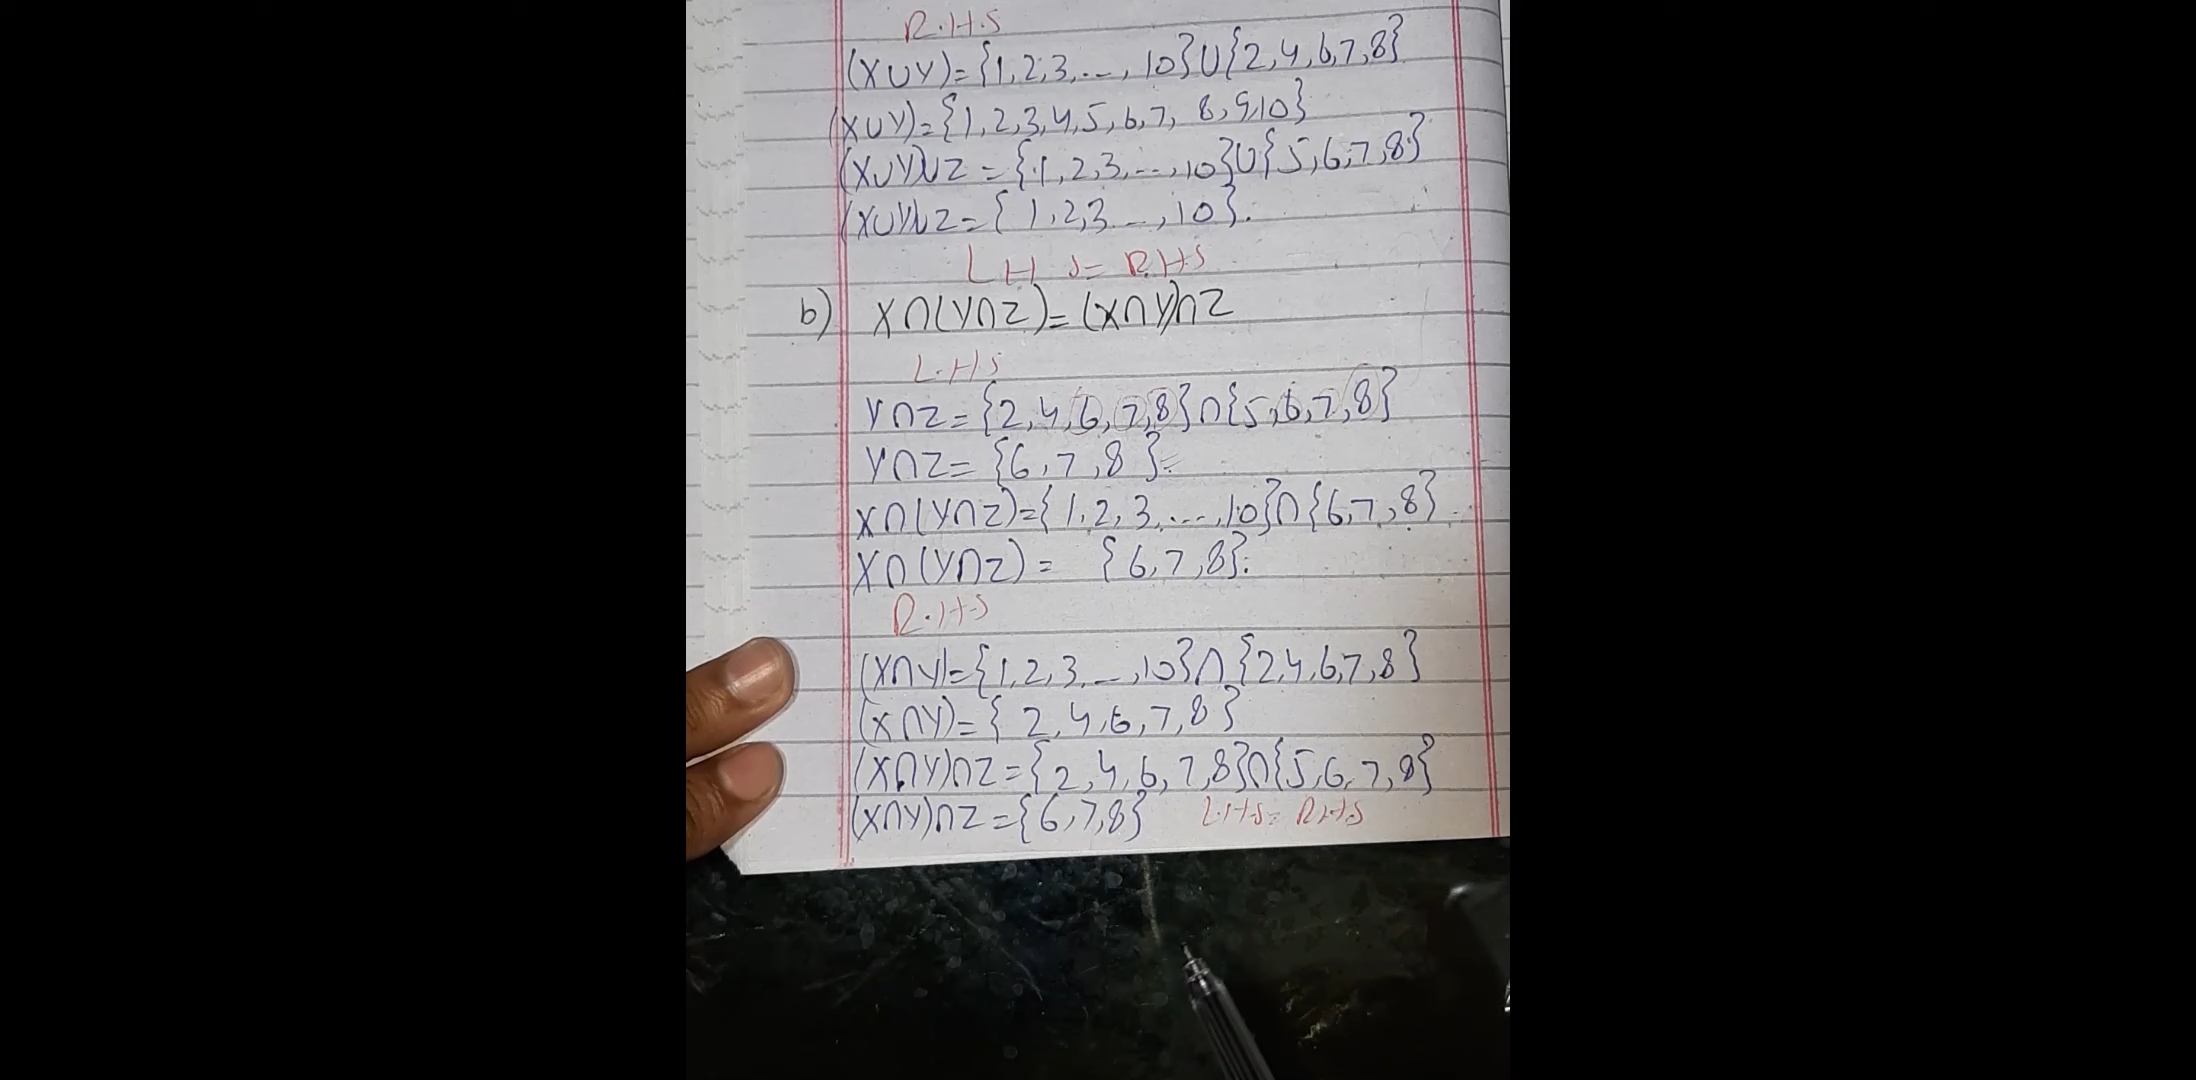 R.H.S
(X∪Y)={1,2,3,...,10}∪{2,4,6,7,8}
(X∪Y)={1,2,3,4,5,6,7, 8,9,10}
(X∪Y)∪Z={1,2,3,...,10}∪{5,6,7,8}
(X∪Y)∪Z={1,2,3...,10}.
L H S= R.H.S
b) X∩(Y∩Z)=(X∩Y)∩Z
L.H.S
Y∩Z={2,4,6,7,8}∩{5,6,7,8}
Y∩Z={6,7,8}=
X∩(Y∩Z)={1,2,3,...,10}∩{6,7,8}
X∩(Y∩Z)= {6,7,8}.
R.H.S
(X∩Y)={1,2,3,...,10}∩{2,4,6,7,8}
(X∩Y)={2,4,6,7,8}
(X∩Y)∩Z={2,4,6,7,8}∩{5,6,7,8}
(X∩Y)∩Z={6,7,8} L.H.S= R.H.S